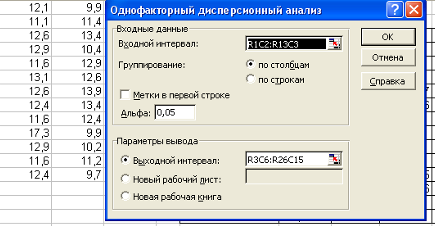 12,1 9,9
11,1 11,4
12,6 13,4
12,9 10,4
11,6 12,9
13,1 12,6
12,6 13,9
12,4 13,4
11,6 10,4
17,3 9,9
12,9 10,2
11,6 11,2
12,4 9,7
Однофакторный дисперсионный анализ
Входные данные
Входной интервал: R1C2:R13C3
Группирование: по столбцам
по строкам
Метки в первой строке
Альфа: 0,05
Параметры вывода
Выходной интервал: R3C6:R26C15
Новый рабочий лист:
Новая рабочая книга
ОК
Отмена
Справка